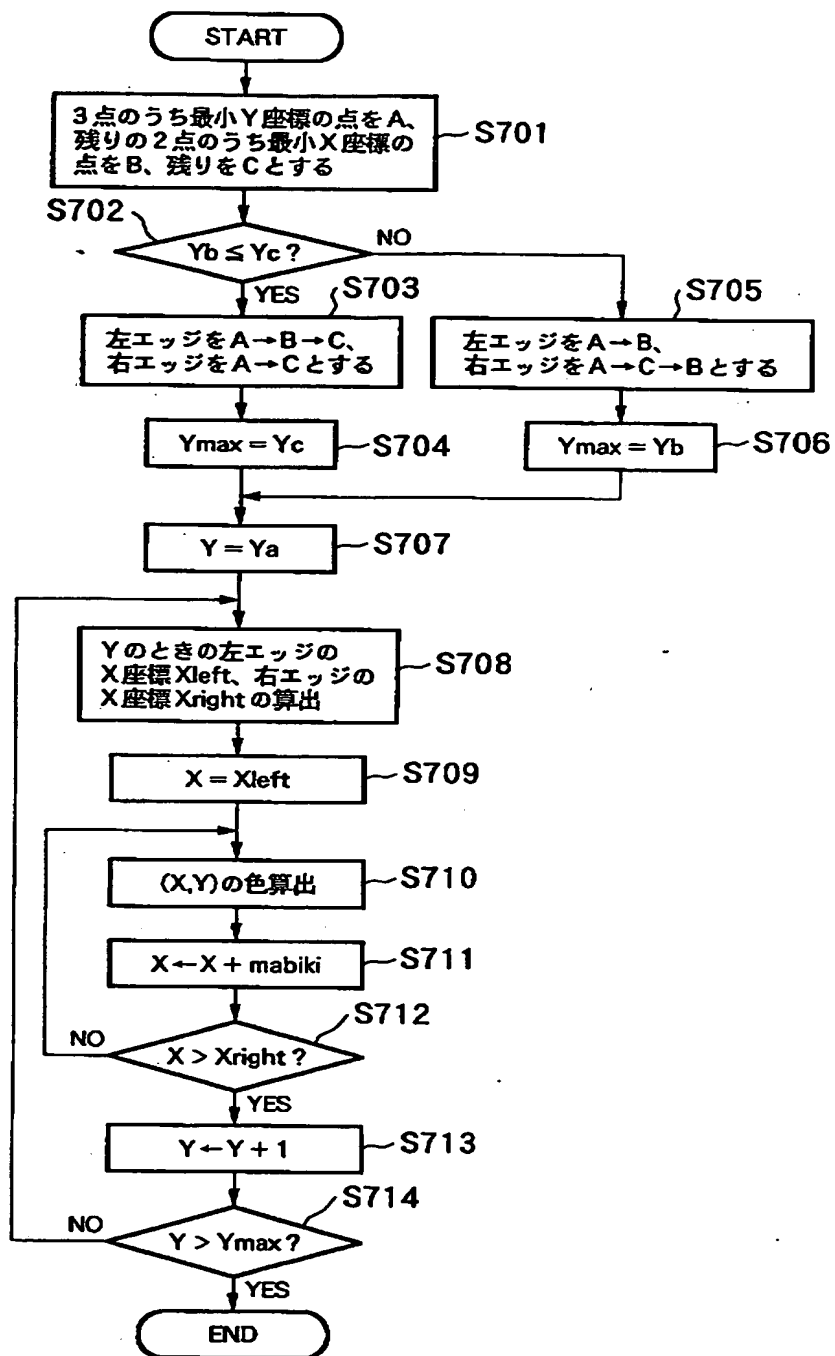 START
3点のうち最小Y座標の点をA、
残りの2点のうち最小X座標の
点をB、残りをCとする
S701
S702
Yb ≤ Yc ?
NO
YES
S703
左エッジをA→B→C、
右エッジをA→Cとする
S705
左エッジをA→B、
右エッジをA→C→Bとする
Ymax = Yc
S704
Ymax = Yb
S706
Y = Ya
S707
Yのときの左エッジの
X座標Xleft、右エッジの
X座標Xrightの算出
S708
X = Xleft
S709
(X,Y)の色算出
S710
X←X + mabiki
S711
S712
X > Xright ?
NO
YES
Y←Y + 1
S713
S714
Y > Ymax ?
NO
YES
END